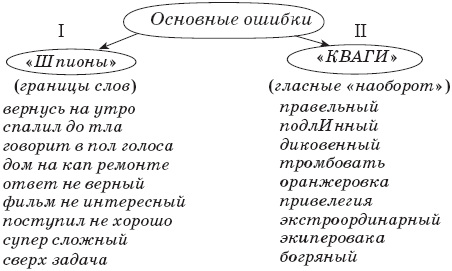 Основные ошибки
I
«Шпионы»
(границы слов)
вернусь на утро
спалил до тла
говорит в пол голоса
дом на кап ремонте
ответ не верный
фильм не интересный
поступил не хорошо
супер сложный
сверх задача
II
«КВАГИ»
(гласные «наоборот»)
правельный
подлИнный
диковенный
тромбовать
оранжеровка
привелегия
экстроординарный
экиперовака
богряный